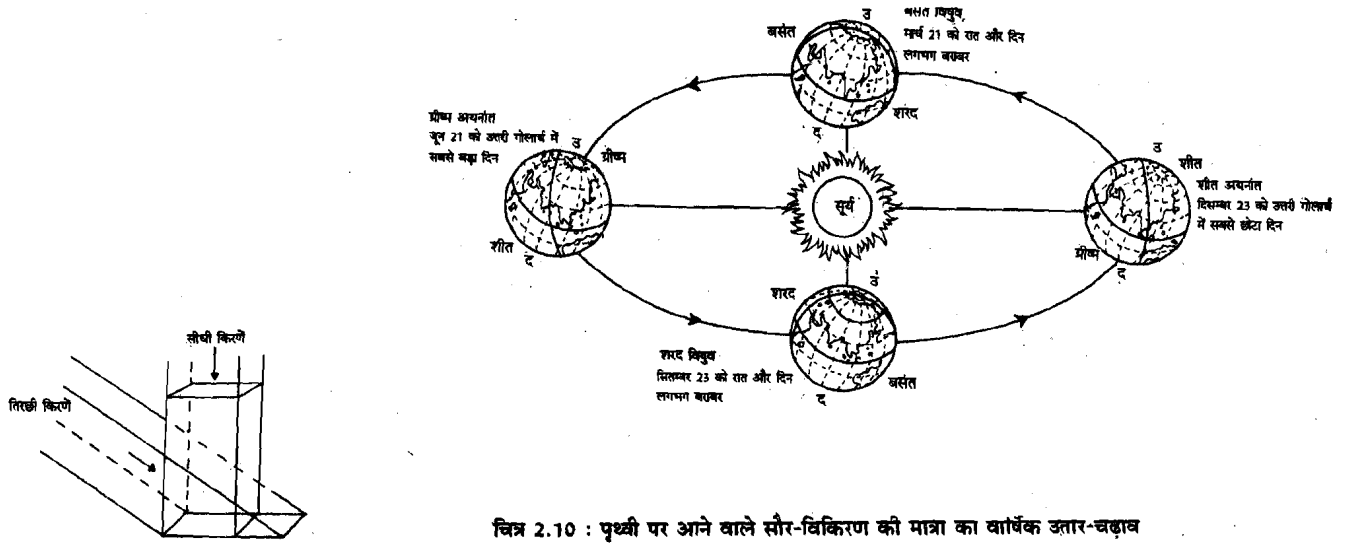 उ
बसंत विषुव,
मार्च 21 को रात और दिन
लगभग बराबर
बसंत
शरद
द
ग्रीष्म अयनांत
जून 21 को उत्तरी गोलार्ध में
सबसे बड़ा दिन
उ
ग्रीष्म
शीत
द
सूर्य
उ
शीत
शीत अयनांत
दिसम्बर 23 को उत्तरी गोलार्ध
में सबसे छोटा दिन
ग्रीष्म
द
शरद
उ
शरद विषुव
सितम्बर 23 को रात और दिन
लगभग बराबर
बसंत
द
सीधी किरणें
तिरछी किरणें
चित्र 2.10 : पृथ्वी पर आने वाले सौर-विकिरण की मात्रा का वार्षिक उतार-चढ़ाव